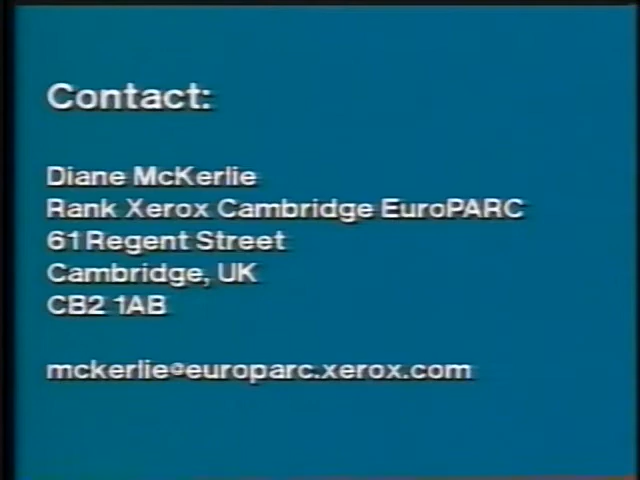 Contact:
Diane McKerlie
Rank Xerox Cambridge EuroPARC
61 Regent Street
Cambridge, UK
CB2 1AB
mckerlie@europarc.xerox.com